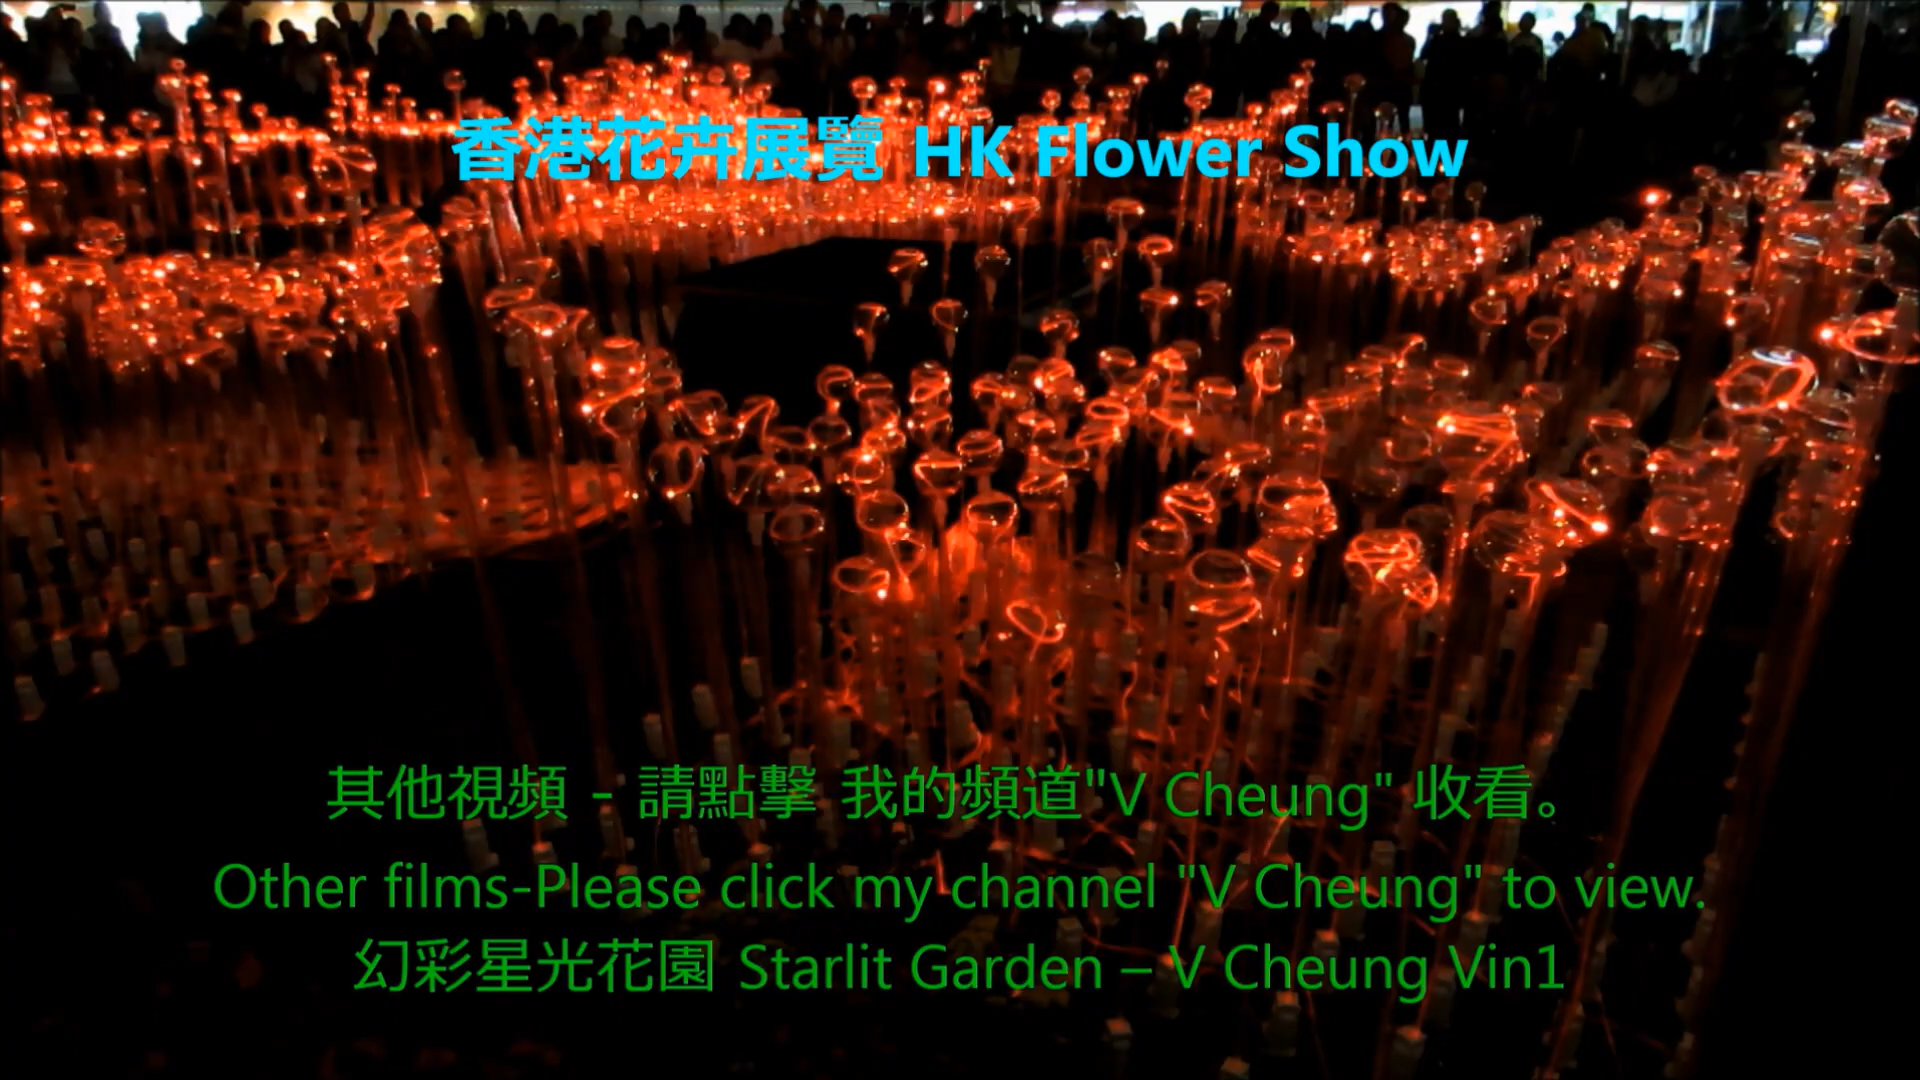 香港花卉展覽 HK Flower Show
其他視頻 - 請點擊 我的頻道"V Cheung" 收看。
Other films-Please click my channel "V Cheung" to view.
幻彩星光花園 Starlit Garden – V Cheung Vin1